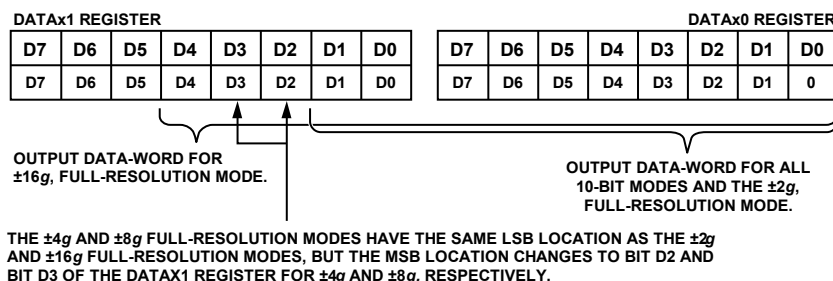 DATAx1 REGISTER DATAx0 REGISTER
D7 D6 D5 D4 D3 D2 D1 D0 D7 D6 D5 D4 D3 D2 D1 D0
D7 D6 D5 D4 D3 D2 D1 D0 D7 D6 D5 D4 D3 D2 D1 0
OUTPUT DATA-WORD FOR
±16g, FULL-RESOLUTION MODE.
OUTPUT DATA-WORD FOR ALL
10-BIT MODES AND THE ±2g,
FULL-RESOLUTION MODE.
THE ±4g AND ±8g FULL-RESOLUTION MODES HAVE THE SAME LSB LOCATION AS THE ±2g
AND ±16g FULL-RESOLUTION MODES, BUT THE MSB LOCATION CHANGES TO BIT D2 AND
BIT D3 OF THE DATAX1 REGISTER FOR ±4g AND ±8g, RESPECTIVELY.